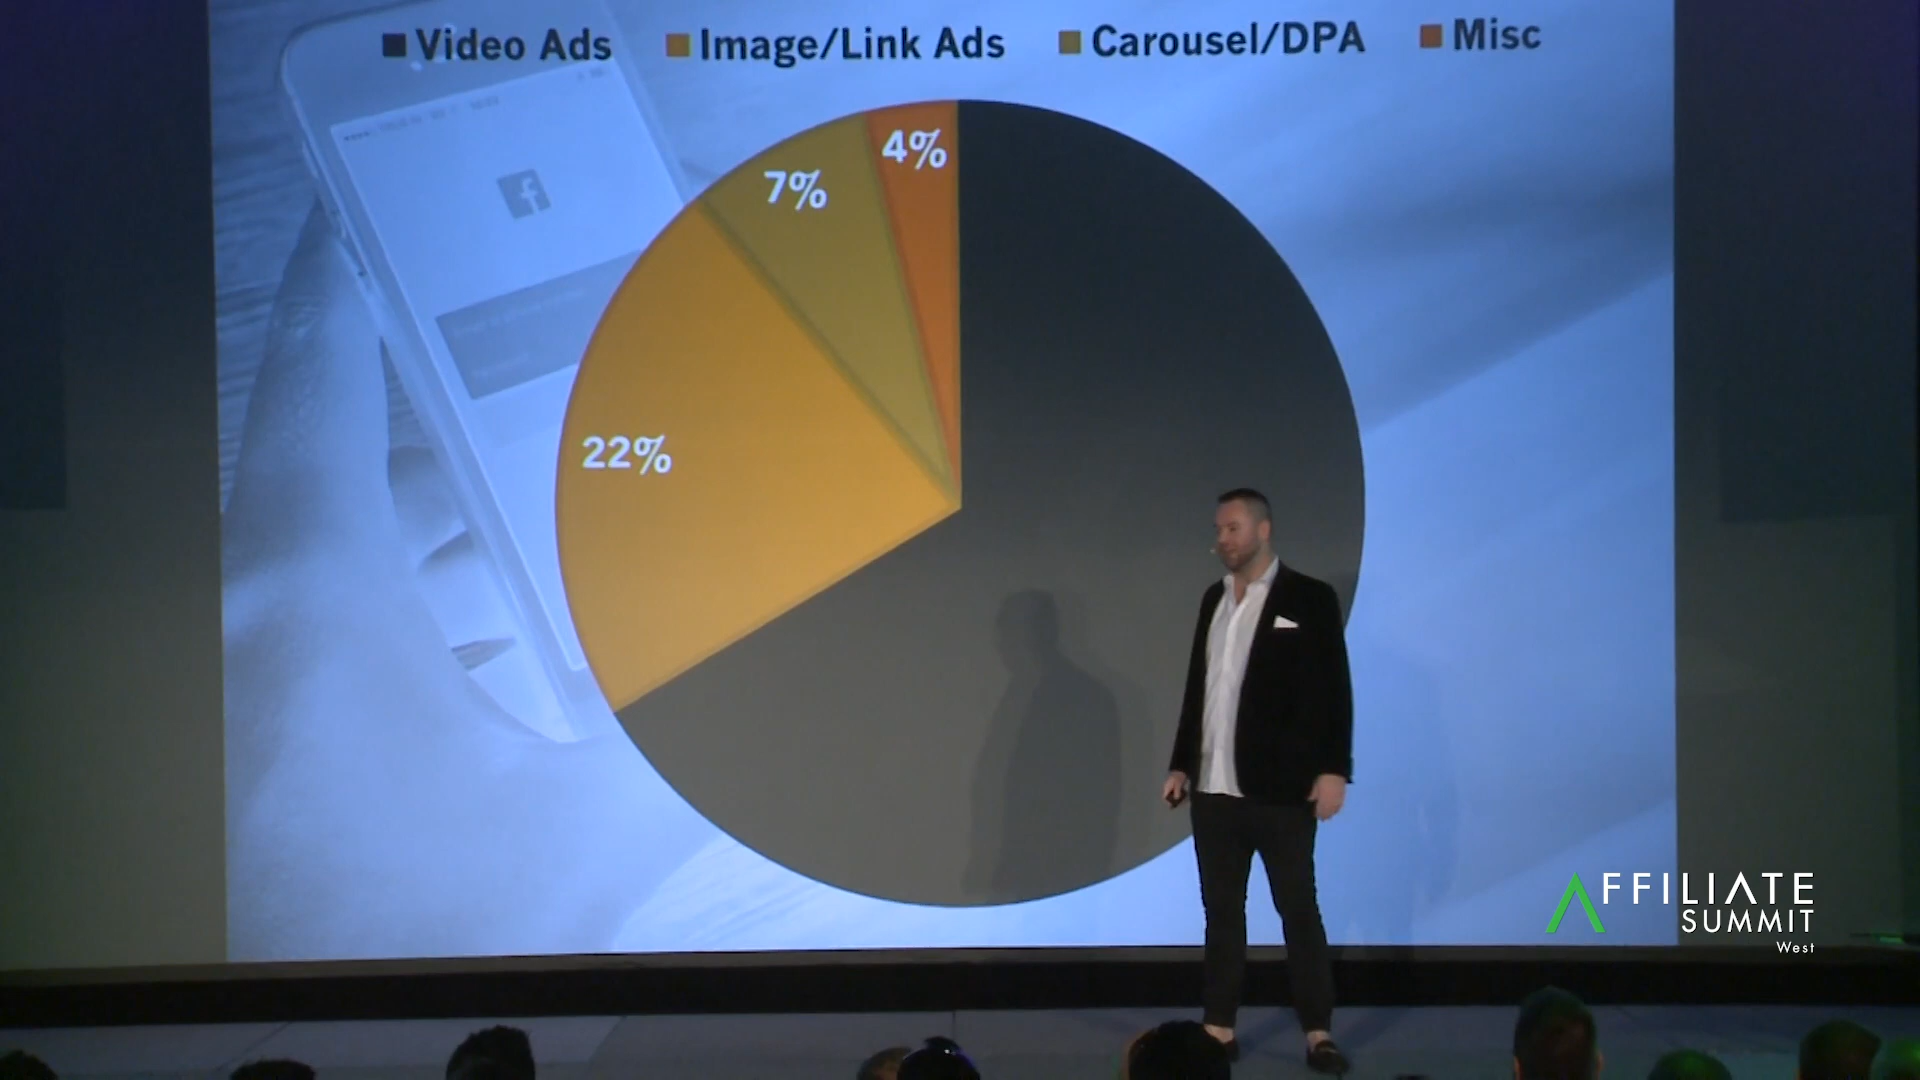 Video Ads Image/Link Ads Carousel/DPA Misc
4%
7%
22%
AFFILIATE
SUMMIT
West